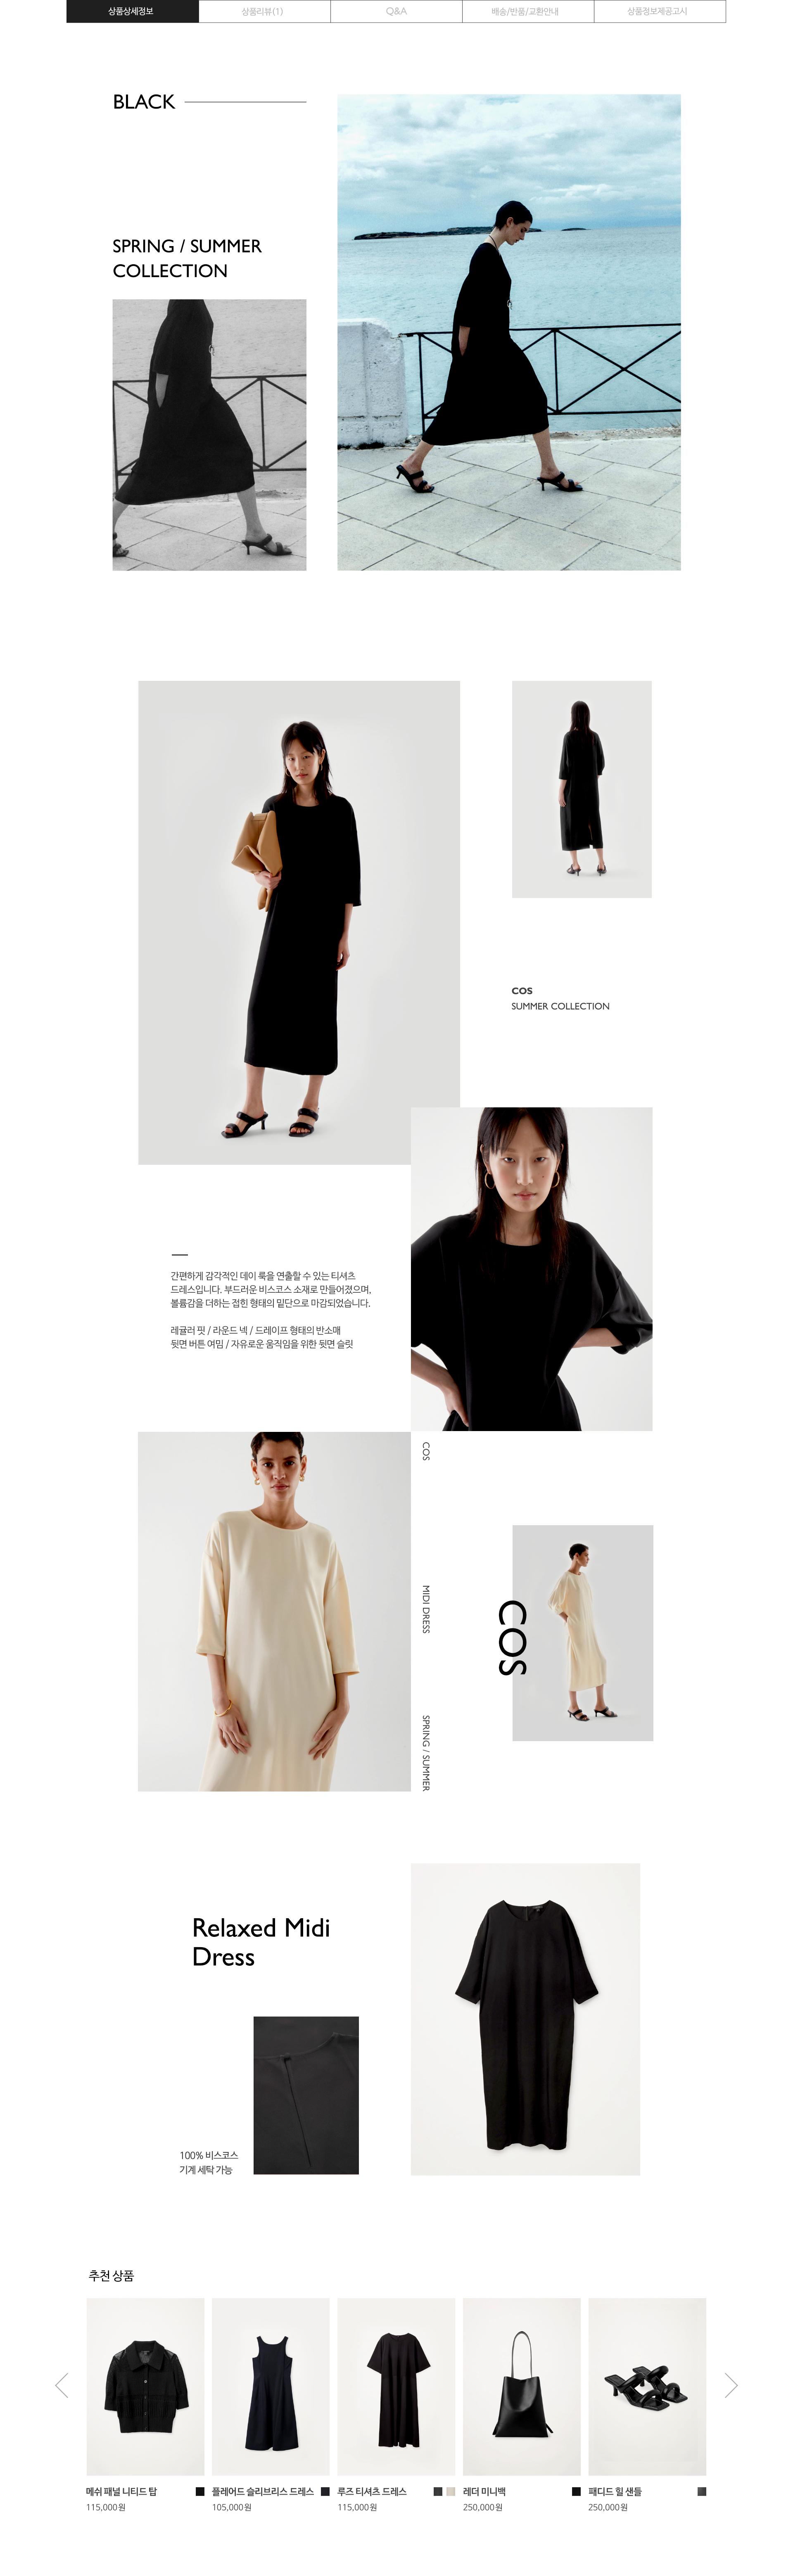 상품상세정보
상품리뷰(1)
Q&A
배송/반품/교환안내
상품정보제공고시
BLACK
SPRING / SUMMER
COLLECTION
COS
SUMMER COLLECTION
간편하게 감각적인 데이 룩을 연출할 수 있는 티셔츠
드레스입니다. 부드러운 비스코스 소재로 만들어졌으며,
볼륨감을 더하는 접힌 형태의 밑단으로 마감되었습니다.
레귤러 핏 / 라운드 넥 / 드레이프 형태의 반소매
뒷면 버튼 여밈 / 자유로운 움직임을 위한 뒷면 슬릿
COS
MIDI DRESS
SPRING / SUMMER
COS
Relaxed Midi
Dress
100% 비스코스
기계 세탁 가능
추천 상품
메쉬 패널 니티드 탑
115,000원
플레어드 슬리브리스 드레스
105,000원
루즈 티셔츠 드레스
115,000원
레더 미니백
250,000원
패디드 힐 샌들
250,000원